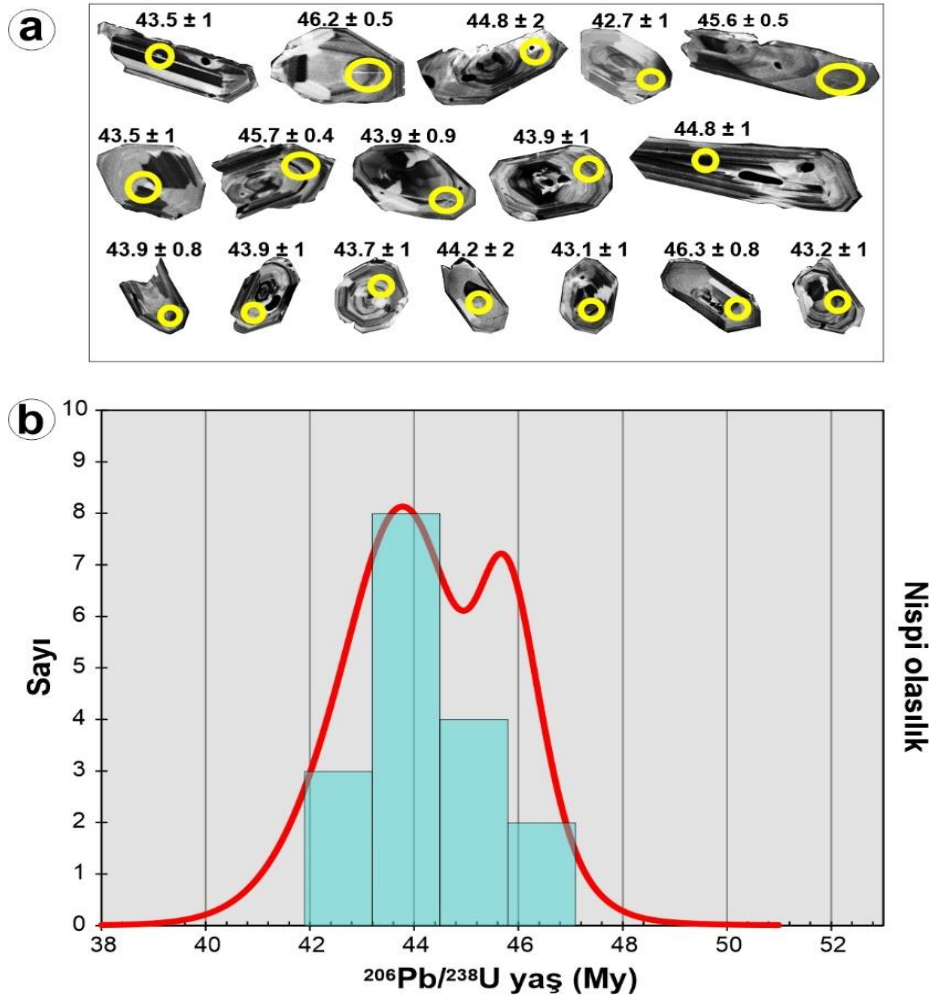 a
43.5 ± 1 46.2 ± 0.5 44.8 ± 2 42.7 ± 1 45.6 ± 0.5
43.5 ± 1 45.7 ± 0.4 43.9 ± 0.9 43.9 ± 1 44.8 ± 1
43.9 ± 0.8 43.9 ± 1 43.7 ± 1 44.2 ± 2 43.1 ± 1 46.3 ± 0.8 43.2 ± 1
b
10
9
8
7
6
5
4
3
2
1
0
Sayı
Nispi olasılık
38 40 42 44 46 48 50 52
²⁰⁶Pb/²³⁸U yaş (My)